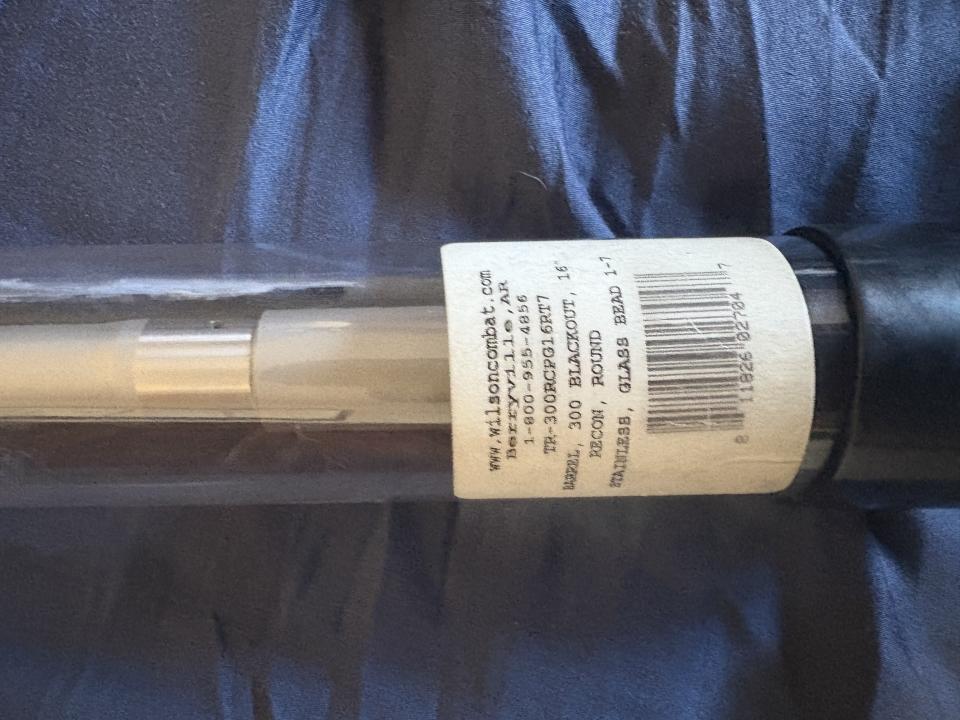 www.wilsoncombat.com
Berryville,AR
1-800-955-4856
TR-300RCPG16RT7
BARREL, 300 BLACKOUT, 16"
RECON, ROUND
STAINLESS, GLASS BEAD 1-7
8 11826 02704 7